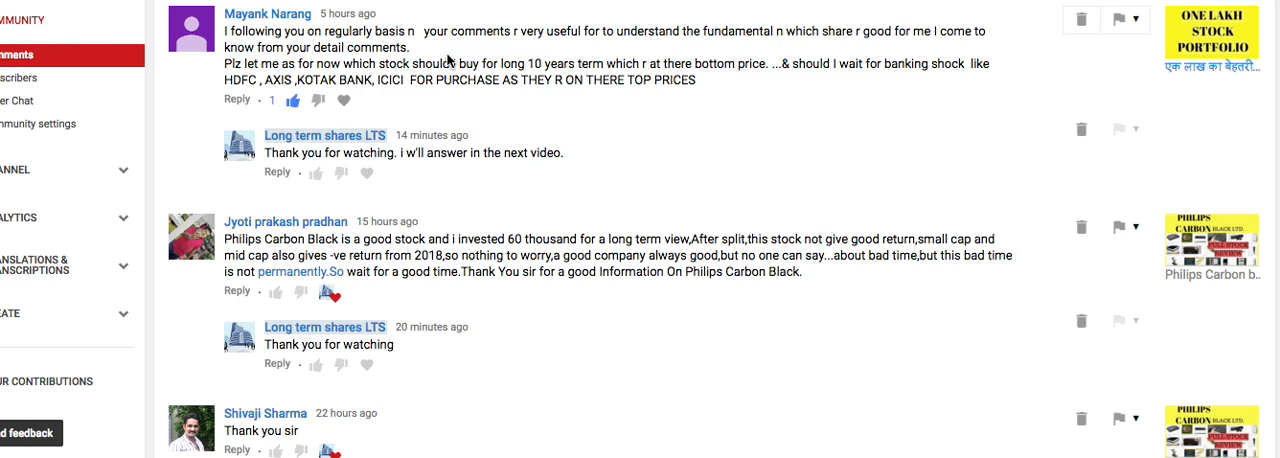 MMUNITY
mments
scribers
er Chat
mmunity settings
ANNEL
ALYTICS
ANSLATIONS &
ANSCRIPTIONS
EATE
UR CONTRIBUTIONS
d feedback
Mayank Narang 5 hours ago
I following you on regularly basis n your comments r very useful for to understand the fundamental n which share r good for me I come to
know from your detail comments.
Plz let me as for now which stock should buy for long 10 years term which r at there bottom price. ...& should I wait for banking shock like
HDFC , AXIS ,KOTAK BANK, ICICI FOR PURCHASE AS THEY R ON THERE TOP PRICES
Reply · 1
Long term shares LTS 14 minutes ago
Thank you for watching. i w'll answer in the next video.
Reply ·
Jyoti prakash pradhan 15 hours ago
Philips Carbon Black is a good stock and i invested 60 thousand for a long term view,After split,this stock not give good return,small cap and
mid cap also gives -ve return from 2018,so nothing to worry,a good company always good,but no one can say...about bad time,but this bad time
is not permanently.So wait for a good time.Thank You sir for a good Information On Philips Carbon Black.
Reply ·
Long term shares LTS 20 minutes ago
Thank you for watching
Reply ·
Shivaji Sharma 22 hours ago
Thank you sir
Reply ·
ONE LAKH
STOCK
PORTFOLIO
एक लाख का बेहतरी...
PHILIPS
CARBON BLACK LTD.
FULL STOCK
REVIEW
Philips Carbon b..
PHILIPS
CARBON BLACK LTD.
FULL STOCK
REVIEW